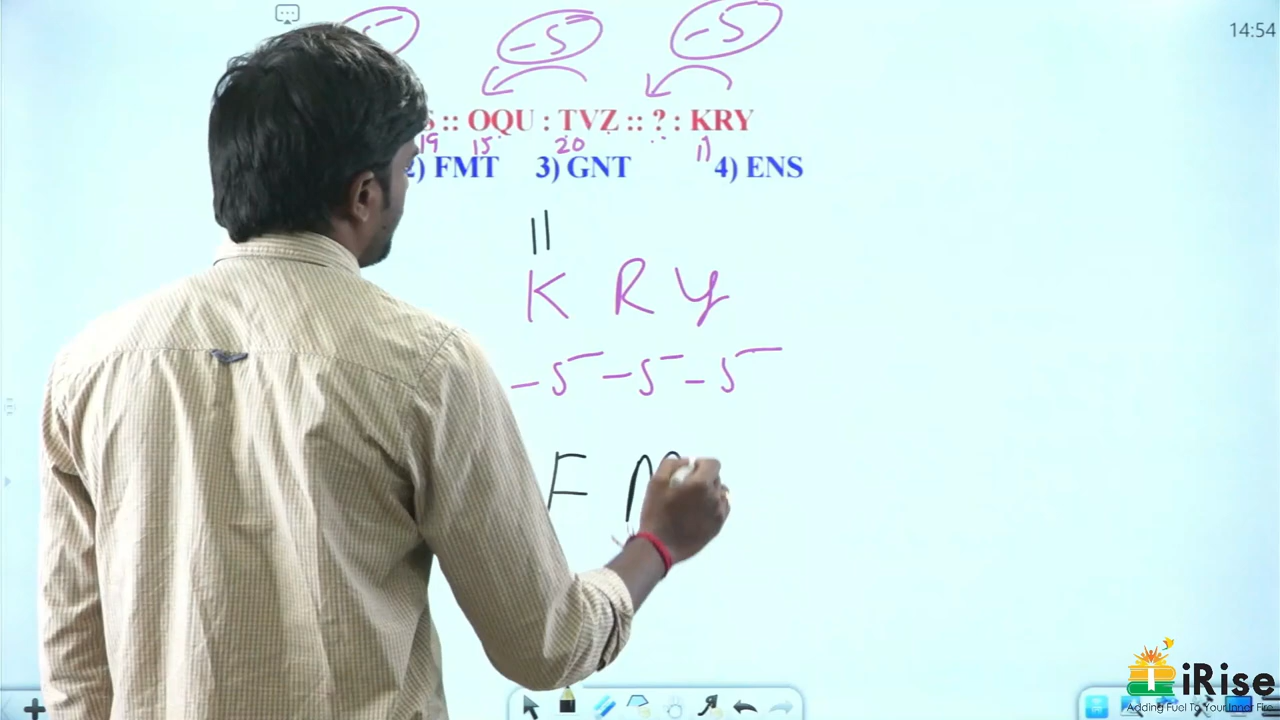 14:54
-5 -5
S :: OQU : TVZ :: ? : KRY
19 15 20 11
2) FMT 3) GNT 4) ENS
11
K R Y
-5 -5 -5
F M
iRise
Adding Fuel To Your Inner Fire